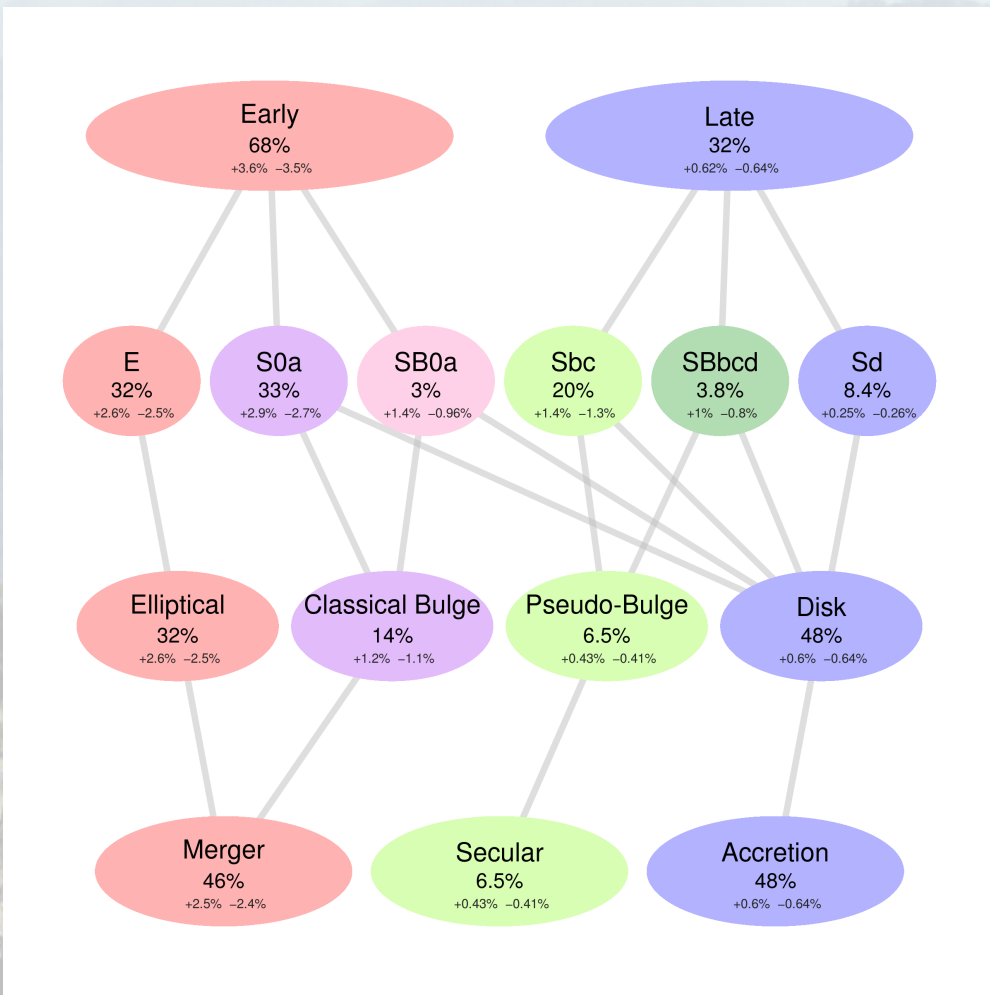 Early
68%
+3.6% −3.5%
Late
32%
+0.62% −0.64%
E
32%
+2.6% −2.5%
S0a
33%
+2.9% −2.7%
SB0a
3%
+1.4% −0.96%
Sbc
20%
+1.4% −1.3%
SBbcd
3.8%
+1% −0.8%
Sd
8.4%
+0.25% −0.26%
Elliptical
32%
+2.6% −2.5%
Classical Bulge
14%
+1.2% −1.1%
Pseudo-Bulge
6.5%
+0.43% −0.41%
Disk
48%
+0.6% −0.64%
Merger
46%
+2.5% −2.4%
Secular
6.5%
+0.43% −0.41%
Accretion
48%
+0.6% −0.64%